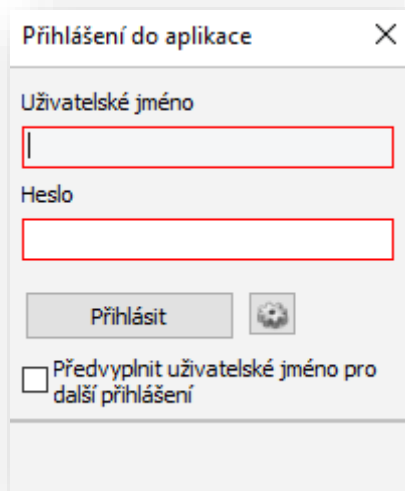 Přihlášení do aplikace
Uživatelské jméno
Heslo
Přihlásit
Předvyplnit uživatelské jméno pro
další přihlášení